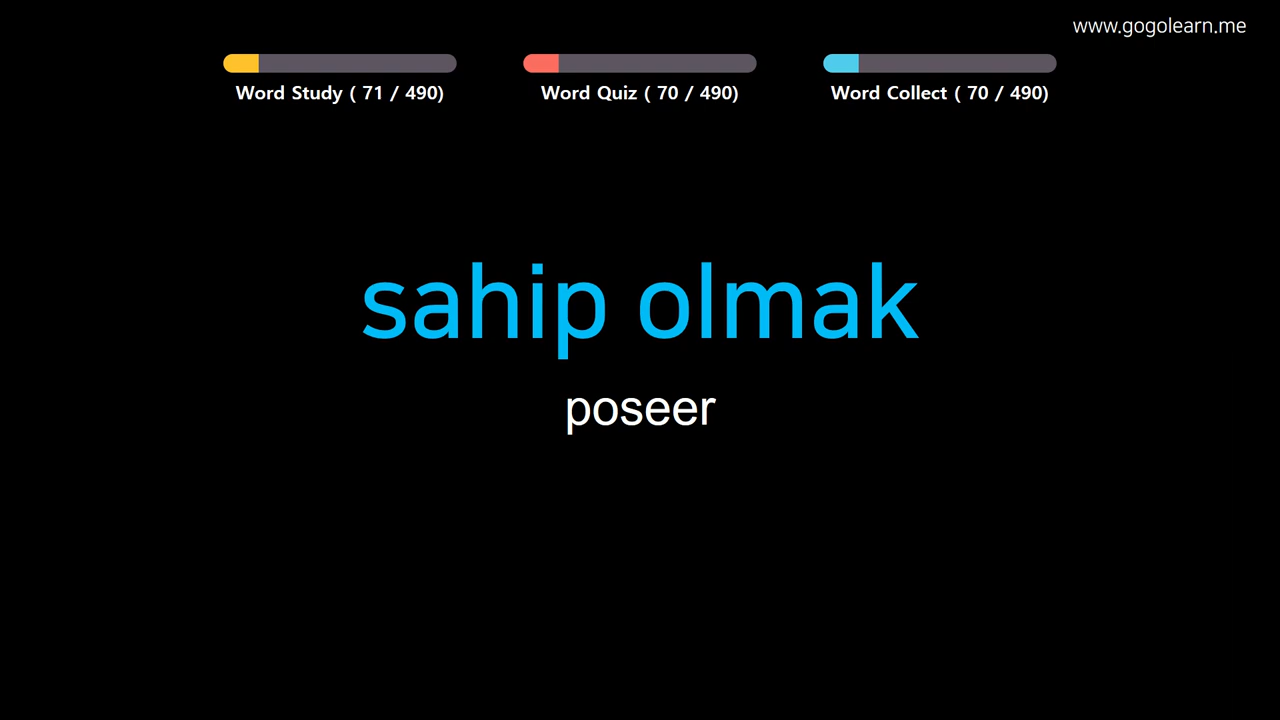 www.gogolearn.me
Word Study ( 71 / 490)
Word Quiz ( 70 / 490)
Word Collect ( 70 / 490)
sahip olmak
poseer